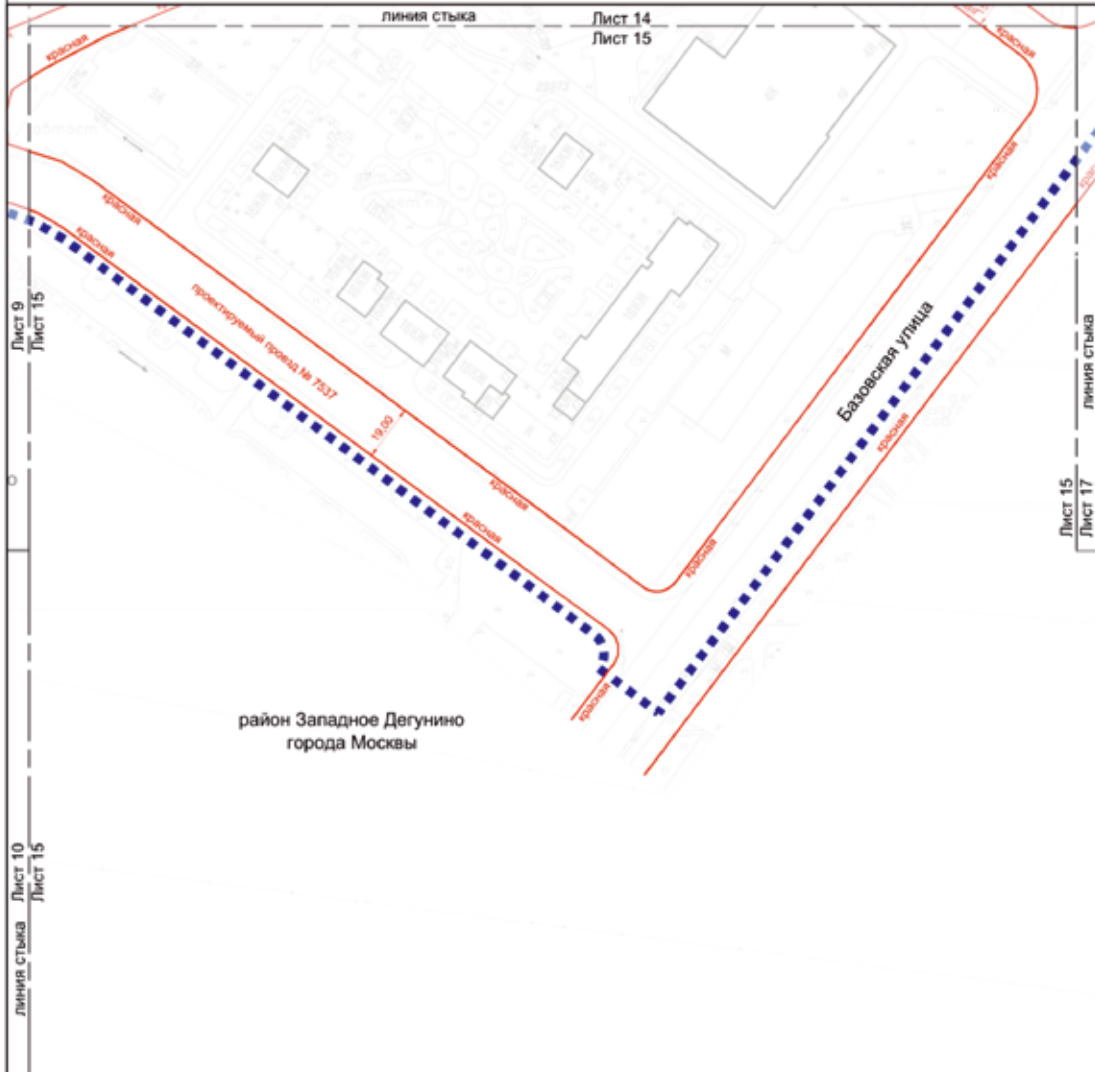 линия стыка
Лист 14
Лист 15
красная
красная
красная
красная
красная
красная
Лист 9
Лист 15
проектируемый проезд № 7537
19,00
Базовская улица
красная
линия стыка
Лист 15
Лист 17
красная
красная
красная
красная
район Западное Дегунино
города Москвы
Лист 10
Лист 15
линия стыка